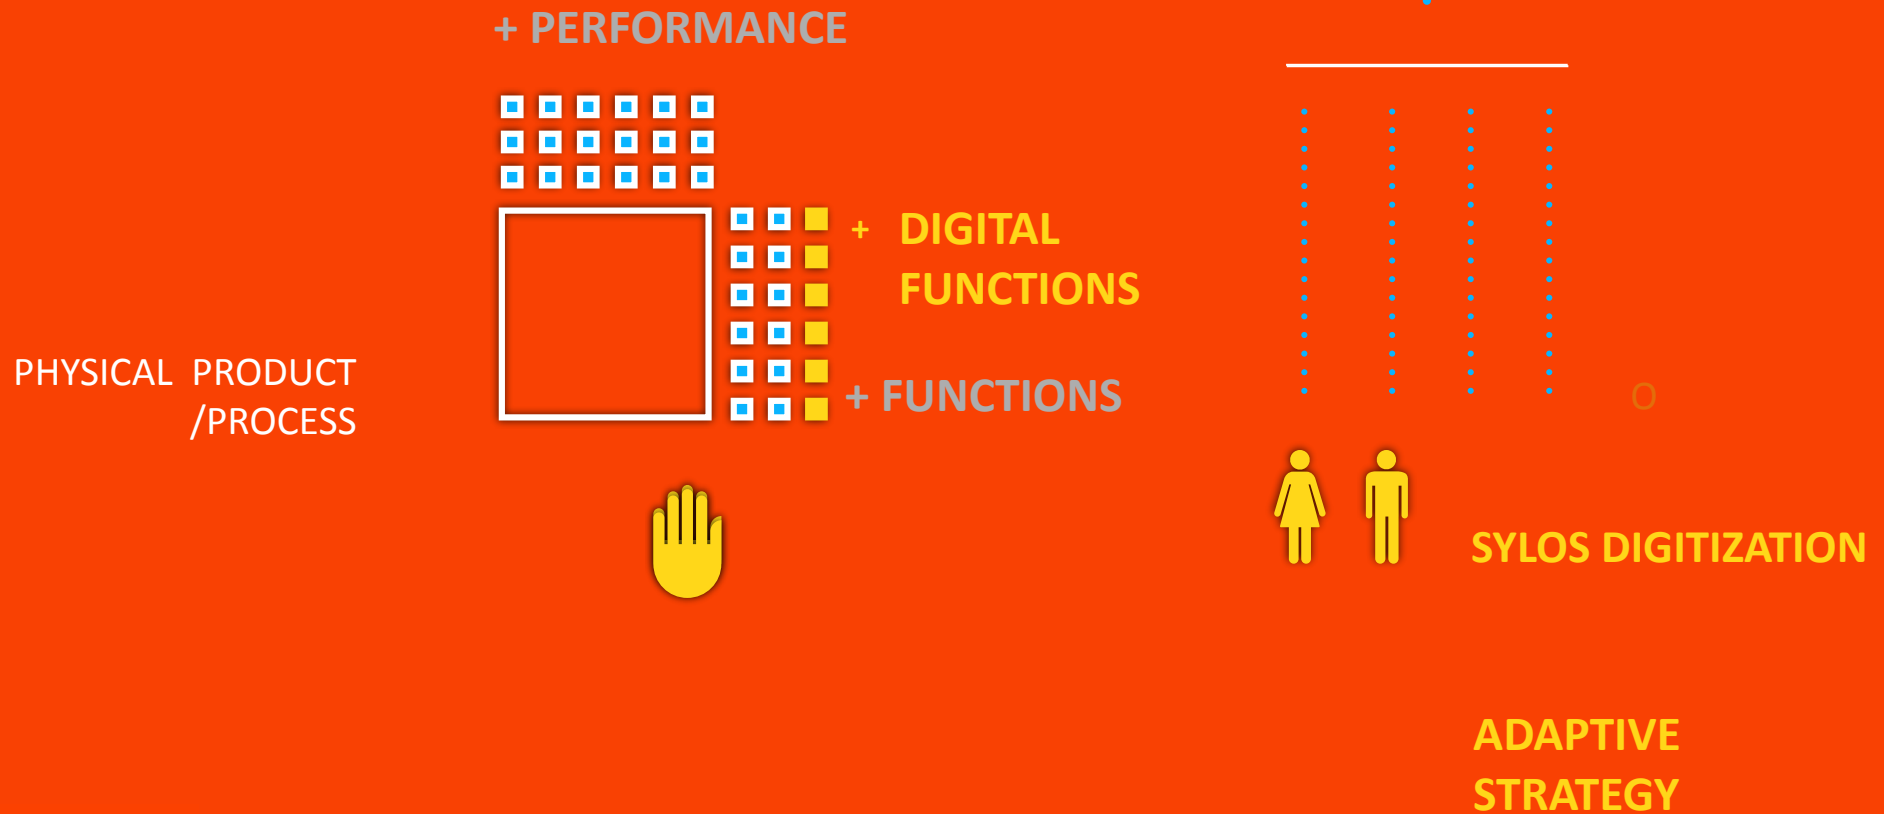 + PERFORMANCE
+ DIGITAL
FUNCTIONS
PHYSICAL PRODUCT
/PROCESS
+ FUNCTIONS
O
SYLOS DIGITIZATION
ADAPTIVE
STRATEGY